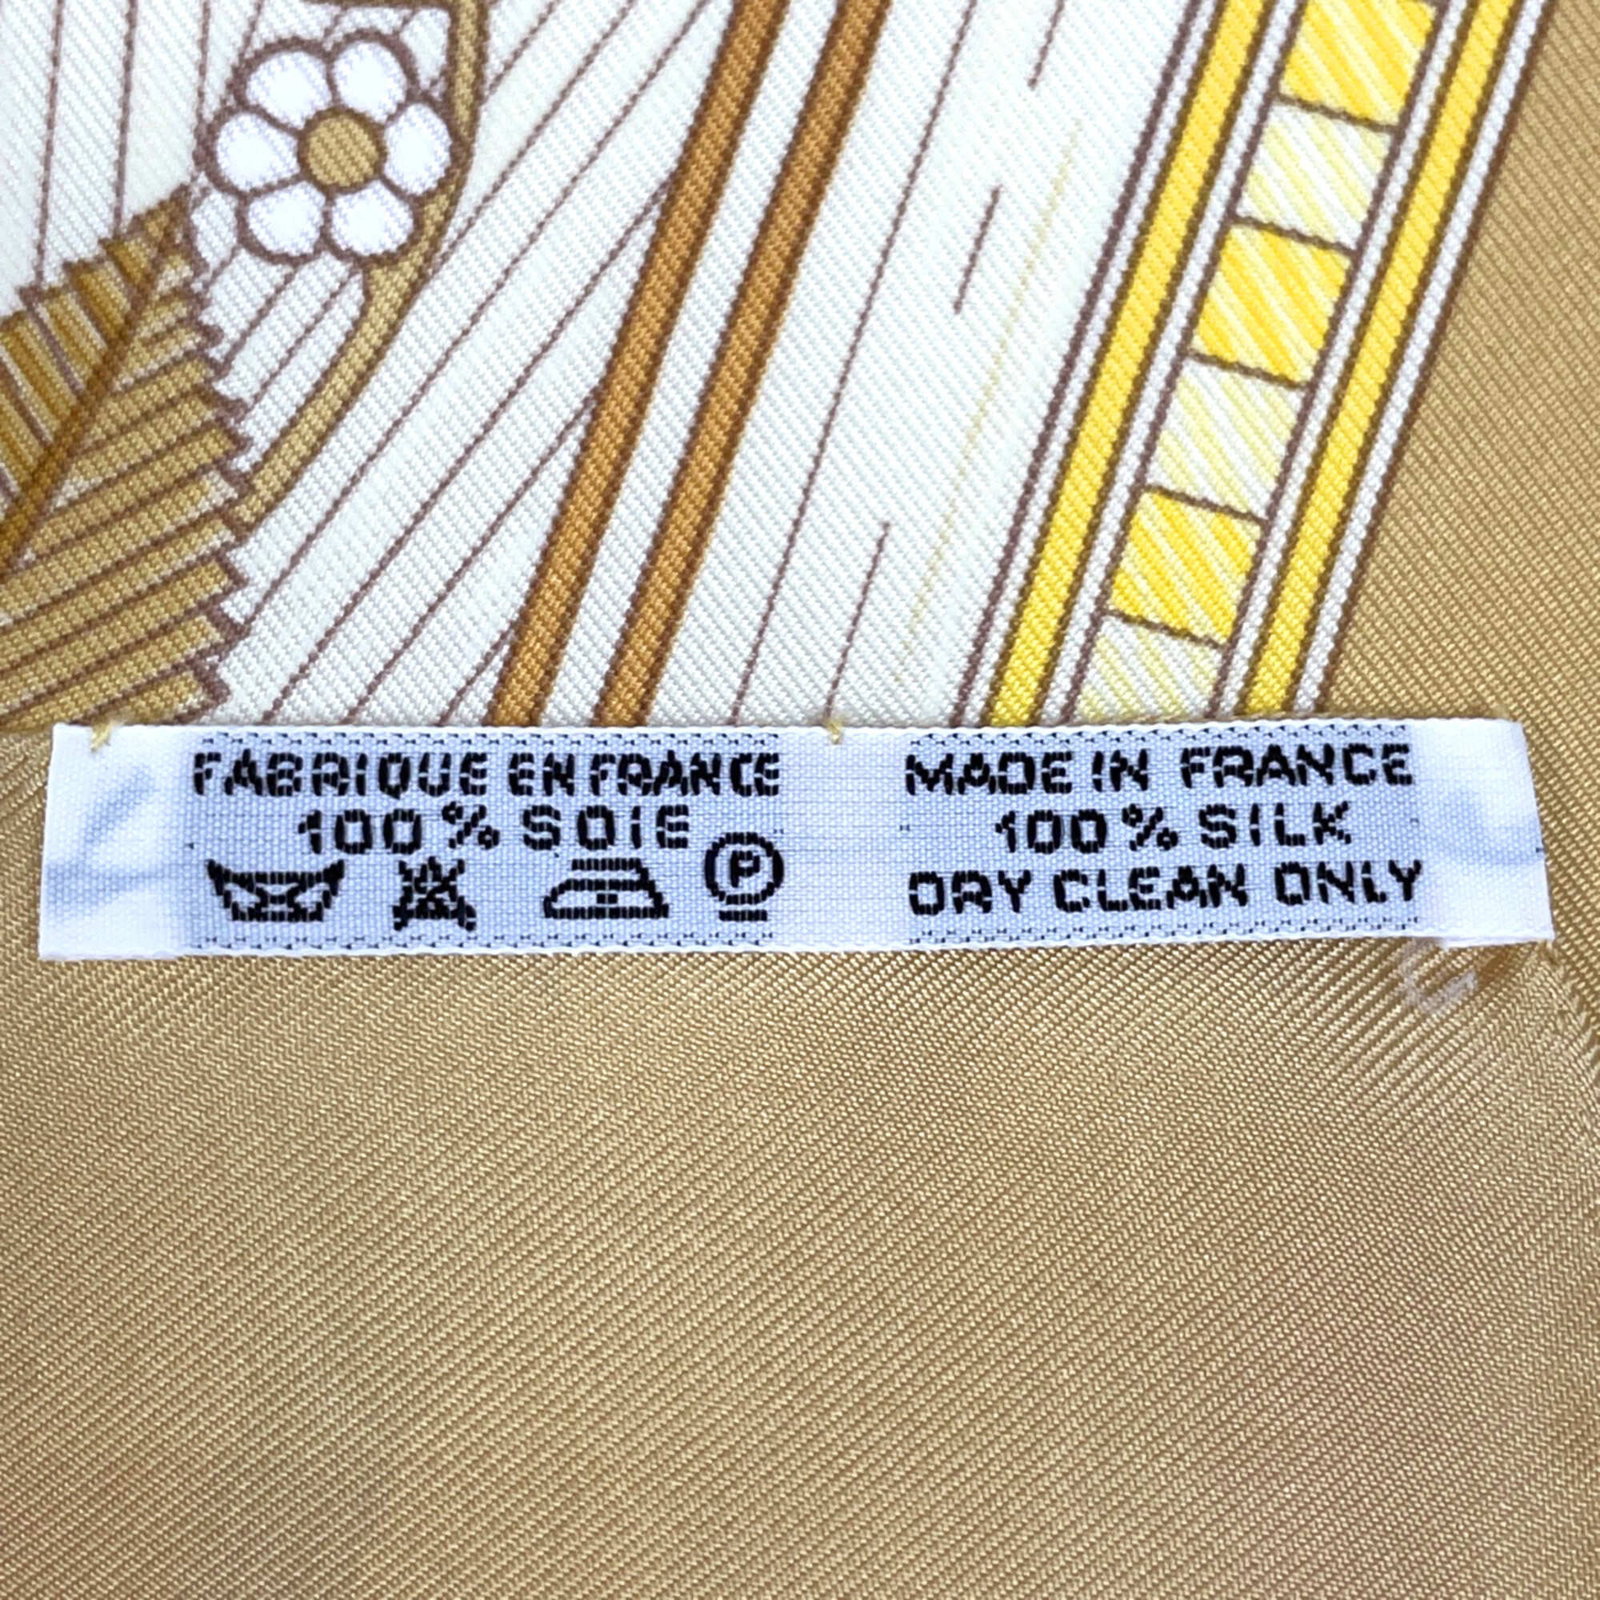 FABRIQUE EN FRANCE
100% SOIE
P
MADE IN FRANCE
100% SILK
DRY CLEAN ONLY